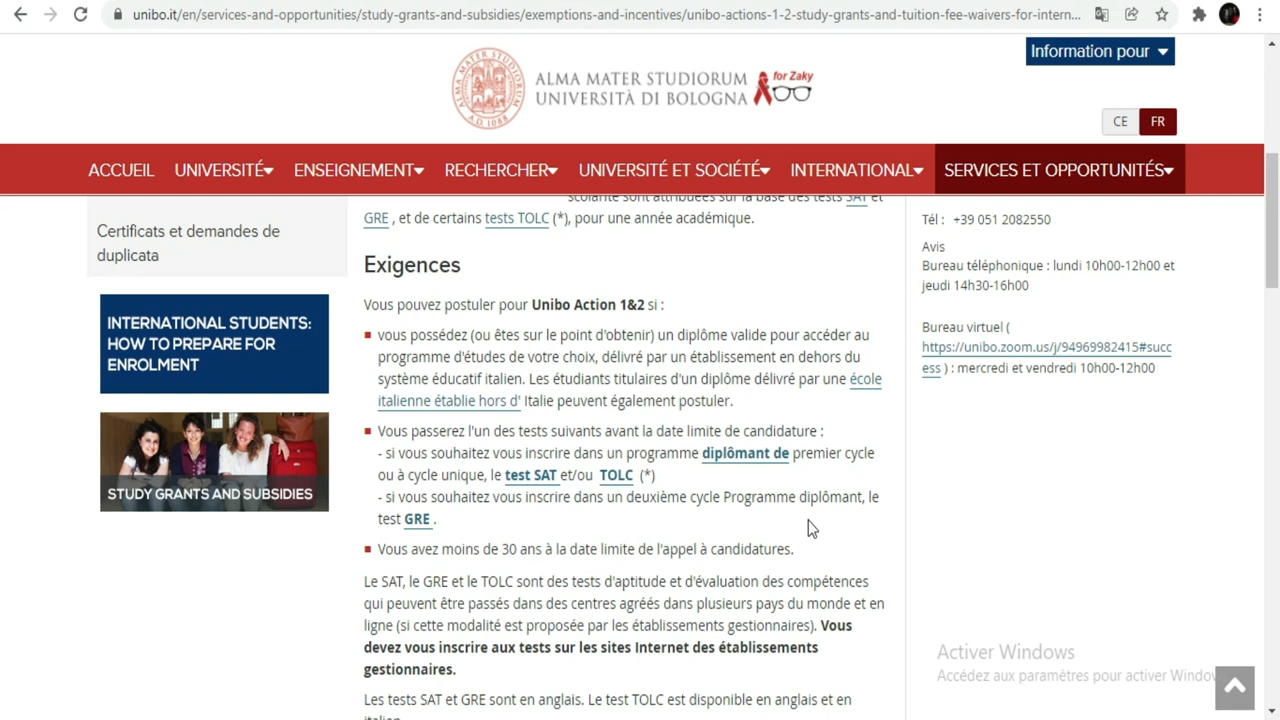 unibo.it/en/services-and-opportunities/study-grants-and-subsidies/exemptions-and-incentives/unibo-actions-1-2-study-grants-and-tuition-fee-waivers-for-intern...
Information pour
ALMA MATER STUDIORUM
UNIVERSITÀ DI BOLOGNA
for Zaky
ALMA MATER STUDIORUM
A.D. 1088
CE FR
ACCUEIL UNIVERSITÉ ENSEIGNEMENT RECHERCHER UNIVERSITÉ ET SOCIÉTÉ INTERNATIONAL SERVICES ET OPPORTUNITÉS
Certificats et demandes de
duplicata
INTERNATIONAL STUDENTS:
HOW TO PREPARE FOR
ENROLMENT
STUDY GRANTS AND SUBSIDIES
scolarité sont attribuées sur la base des tests SAT et
GRE , et de certains tests TOLC (*), pour une année académique.
Exigences
Vous pouvez postuler pour Unibo Action 1&2 si :
vous possédez (ou êtes sur le point d'obtenir) un diplôme valide pour accéder au
programme d'études de votre choix, délivré par un établissement en dehors du
système éducatif italien. Les étudiants titulaires d'un diplôme délivré par une école
italienne établie hors d' Italie peuvent également postuler.
Vous passerez l'un des tests suivants avant la date limite de candidature :
- si vous souhaitez vous inscrire dans un programme diplômant de premier cycle
ou à cycle unique, le test SAT et/ou TOLC (*)
- si vous souhaitez vous inscrire dans un deuxième cycle Programme diplômant, le
test GRE .
Vous avez moins de 30 ans à la date limite de l'appel à candidatures.
Le SAT, le GRE et le TOLC sont des tests d'aptitude et d'évaluation des compétences
qui peuvent être passés dans des centres agréés dans plusieurs pays du monde et en
ligne (si cette modalité est proposée par les établissements gestionnaires). Vous
devez vous inscrire aux tests sur les sites Internet des établissements
gestionnaires.
Les tests SAT et GRE sont en anglais. Le test TOLC est disponible en anglais et en
italien.
Tél : +39 051 2082550
Avis
Bureau téléphonique : lundi 10h00-12h00 et
jeudi 14h30-16h00
Bureau virtuel (
https://unibo.zoom.us/j/94969982415#succ
ess ) : mercredi et vendredi 10h00-12h00
Activer Windows
Accédez aux paramètres pour activer Windows